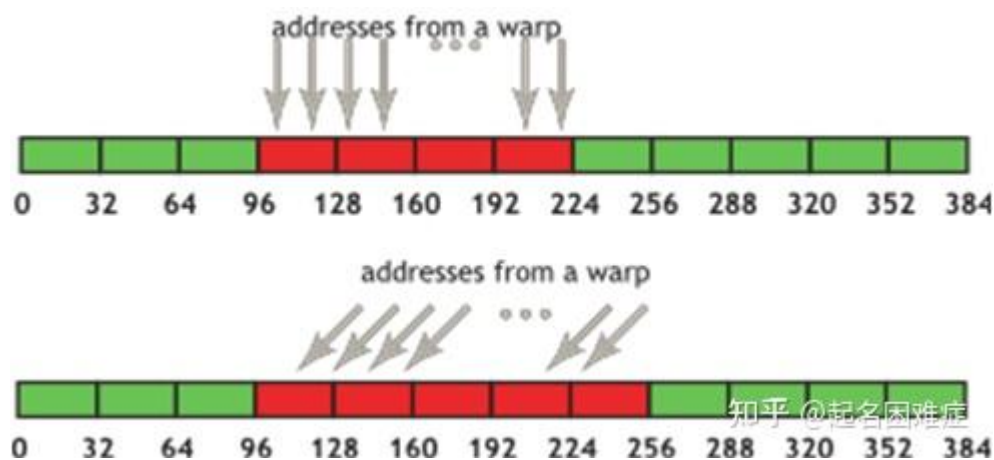 addresses from a warp
0 32 64 96 128 160 192 224 256 288 320 352 384
addresses from a warp
知乎 @起名困难症
0 32 64 96 128 160 192 224 256 288 320 352 384